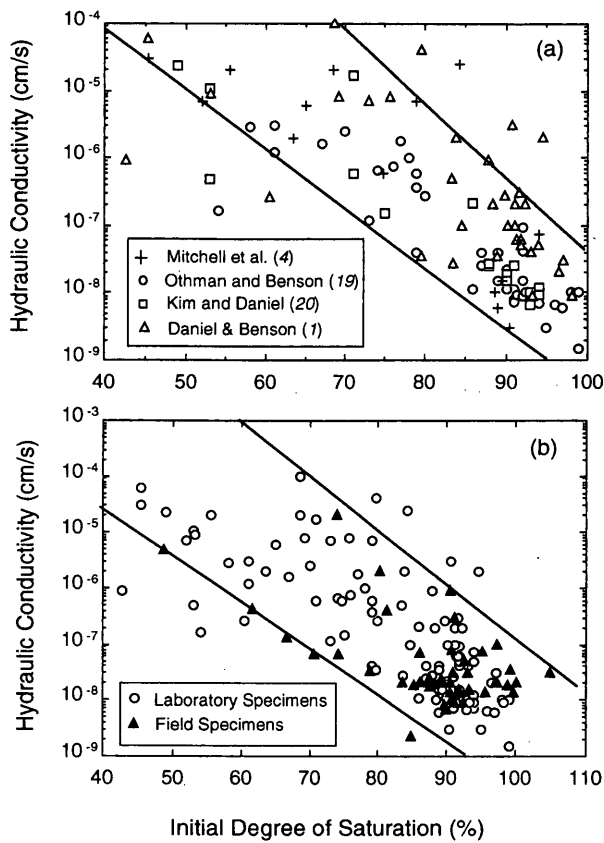 (a)
Hydraulic Conductivity (cm/s)
10-4
10-5
10-6
10-7
10-8
10-9
Mitchell et al. (4)
Othman and Benson (19)
Kim and Daniel (20)
Daniel & Benson (1)
40 50 60 70 80 90 100
(b)
Hydraulic Conductivity (cm/s)
10-3
10-4
10-5
10-6
10-7
10-8
10-9
Laboratory Specimens
Field Specimens
40 50 60 70 80 90 100 110
Initial Degree of Saturation (%)